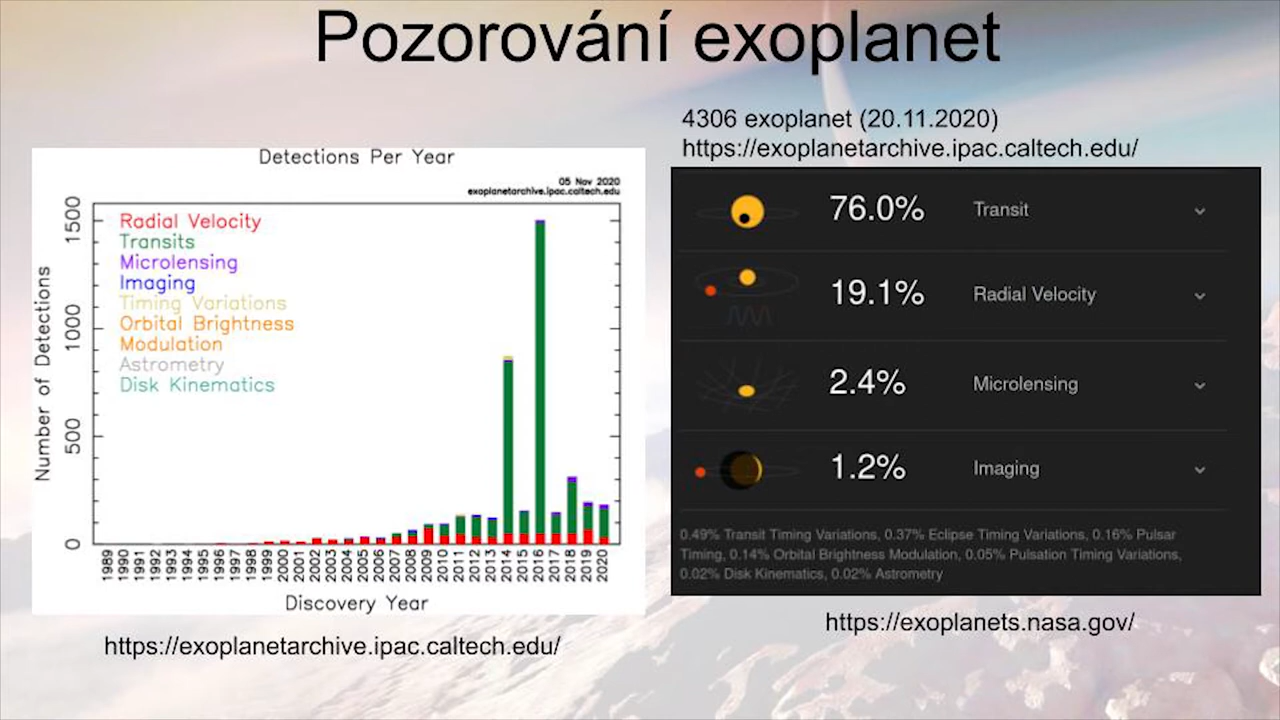 Pozorování exoplanet
4306 exoplanet (20.11.2020)
https://exoplanetarchive.ipac.caltech.edu/
Detections Per Year
05 Nov 2020
exoplanetarchive.ipac.caltech.edu
Radial Velocity
Transits
Microlensing
Imaging
Timing Variations
Orbital Brightness
Modulation
Astrometry
Disk Kinematics
Number of Detections
1500
1000
500
0
1989 1990 1991 1992 1993 1994 1995 1996 1997 1998 1999 2000 2001 2002 2003 2004 2005 2006 2007 2008 2009 2010 2011 2012 2013 2014 2015 2016 2017 2018 2019 2020
Discovery Year
https://exoplanetarchive.ipac.caltech.edu/
76.0% Transit
19.1% Radial Velocity
2.4% Microlensing
1.2% Imaging
0.49% Transit Timing Variations, 0.37% Eclipse Timing Variations, 0.16% Pulsar
Timing, 0.14% Orbital Brightness Modulation, 0.05% Pulsation Timing Variations,
0.02% Disk Kinematics, 0.02% Astrometry
https://exoplanets.nasa.gov/